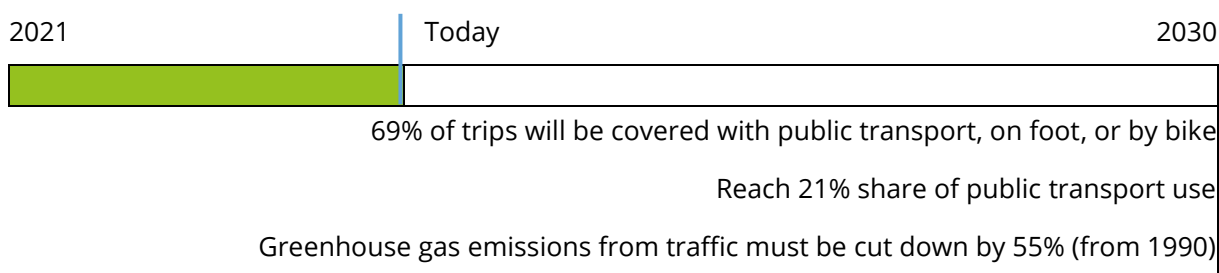 2021 Today 2030
69% of trips will be covered with public transport, on foot, or by bike
Reach 21% share of public transport use
Greenhouse gas emissions from traffic must be cut down by 55% (from 1990)